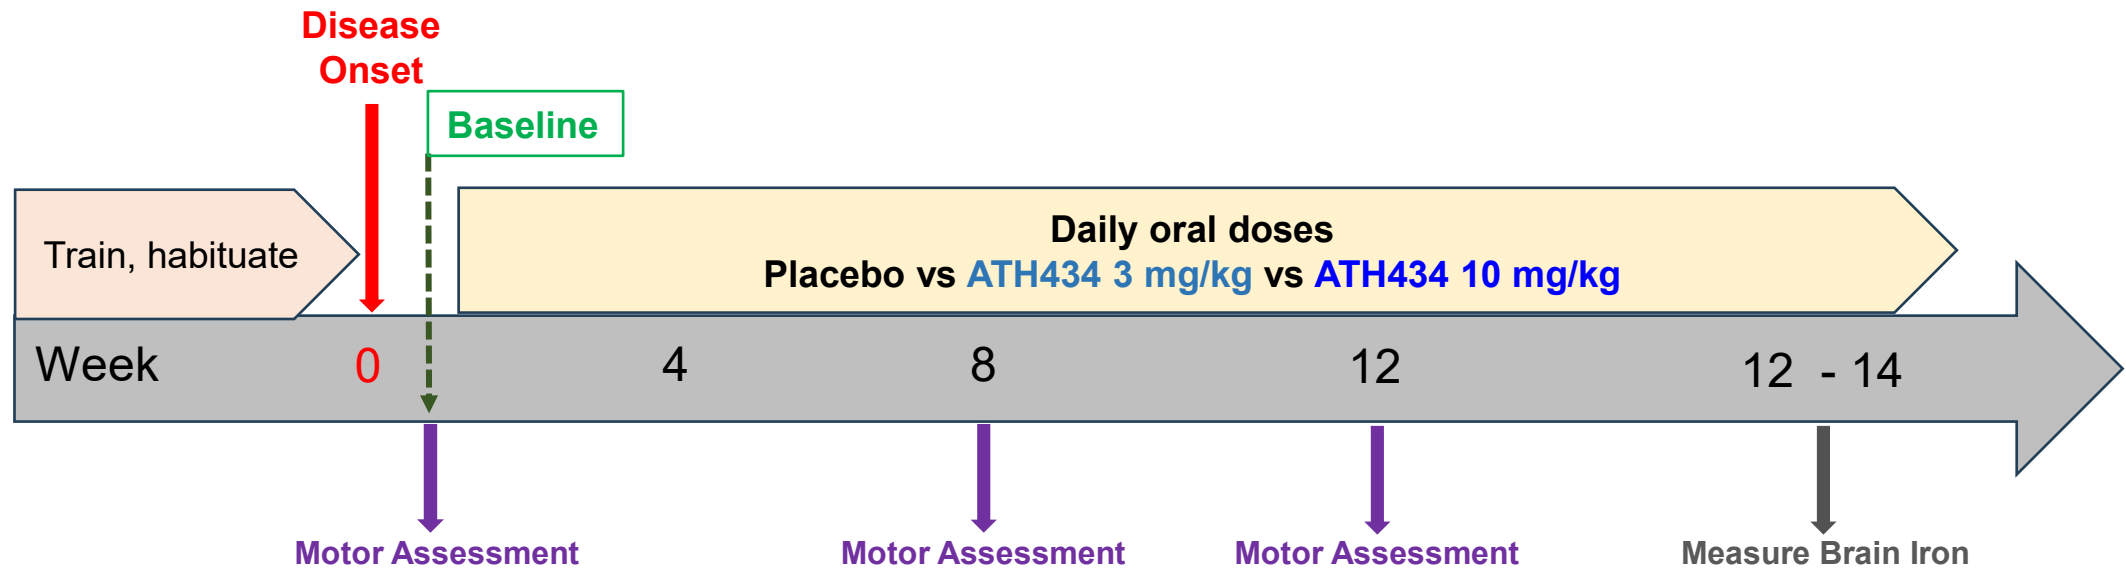 Disease
Onset
Baseline
Train, habituate
Daily oral doses
Placebo vs ATH434 3 mg/kg vs ATH434 10 mg/kg
Week 0 4 8 12 12 - 14
Motor Assessment Motor Assessment Motor Assessment Measure Brain Iron